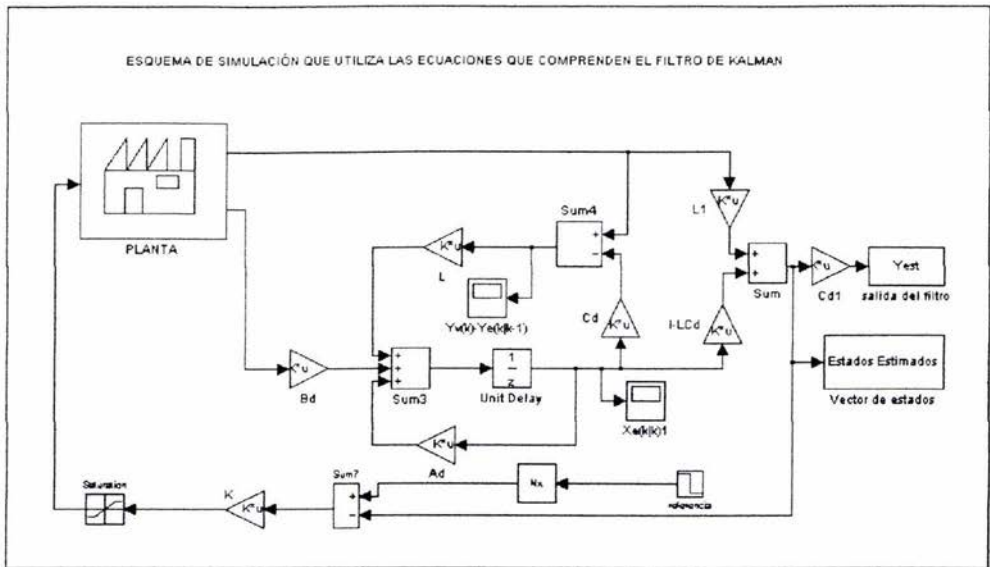 ESQUEMA DE SIMULACIÓN QUE UTILIZA LAS ECUACIONES QUE COMPRENDEN EL FILTRO DE KALMAN
PLANTA
L1
K*u
Sum4
+
−
K*u
L
Yv(k)-Ye(k|k-1)
Cd
K*u
I-LCd
K*u
+
+
Sum
K*u
Cd1
Yest
salida del filtro
Estados Estimados
Vector de estados
K*u
Bd
+
+
+
Sum3
1
z
Unit Delay
Xe(k|k)1
K*u
Ad
Saturation
K
K*u
Sum7
+
−
Nx
referencia